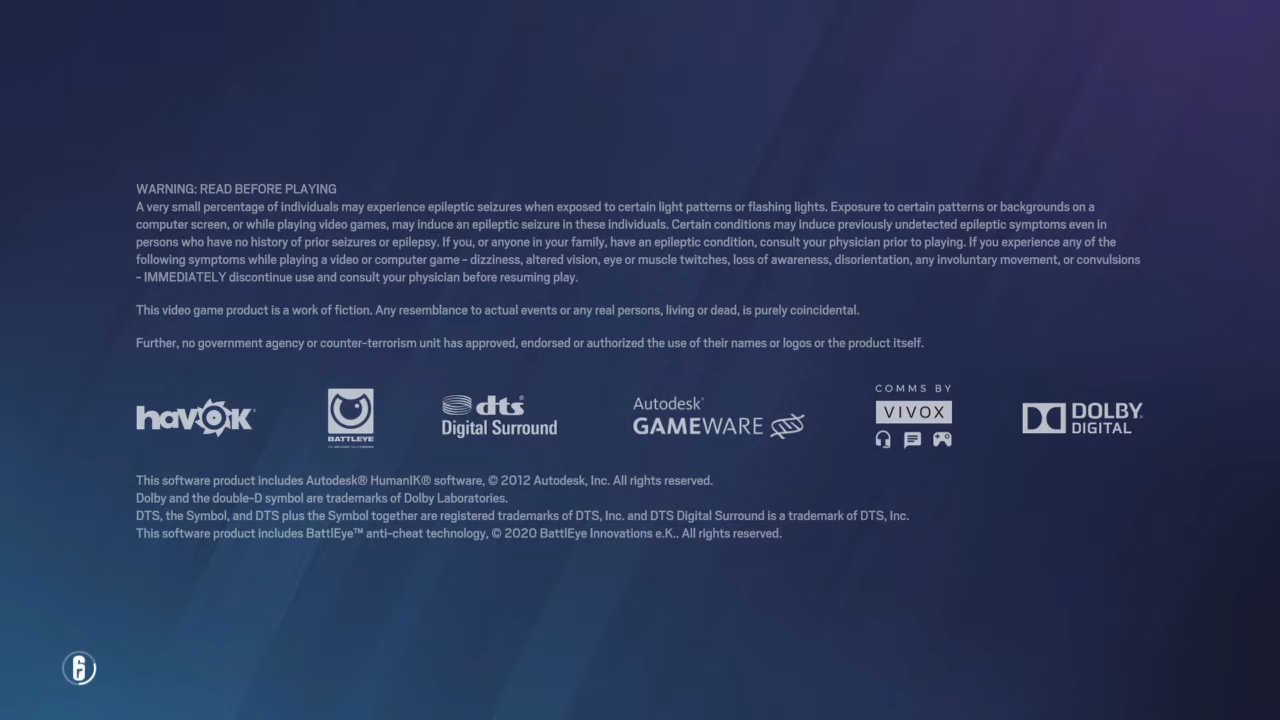 WARNING: READ BEFORE PLAYING
A very small percentage of individuals may experience epileptic seizures when exposed to certain light patterns or flashing lights. Exposure to certain patterns or backgrounds on a
computer screen, or while playing video games, may induce an epileptic seizure in these individuals. Certain conditions may induce previously undetected epileptic symptoms even in
persons who have no history of prior seizures or epilepsy. If you, or anyone in your family, have an epileptic condition, consult your physician prior to playing. If you experience any of the
following symptoms while playing a video or computer game - dizziness, altered vision, eye or muscle twitches, loss of awareness, disorientation, any involuntary movement, or convulsions
- IMMEDIATELY discontinue use and consult your physician before resuming play.
This video game product is a work of fiction. Any resemblance to actual events or any real persons, living or dead, is purely coincidental.
Further, no government agency or counter-terrorism unit has approved, endorsed or authorized the use of their names or logos or the product itself.
havok
BATTLEYE
dts
Digital Surround
Autodesk
GAMEWARE
COMMS BY
VIVOX
DOLBY
DIGITAL
This software product includes Autodesk® HumanIK® software, © 2012 Autodesk, Inc. All rights reserved.
Dolby and the double-D symbol are trademarks of Dolby Laboratories.
DTS, the Symbol, and DTS plus the Symbol together are registered trademarks of DTS, Inc. and DTS Digital Surround is a trademark of DTS, Inc.
This software product includes BattlEye™ anti-cheat technology, © 2020 BattlEye Innovations e.K.. All rights reserved.
6